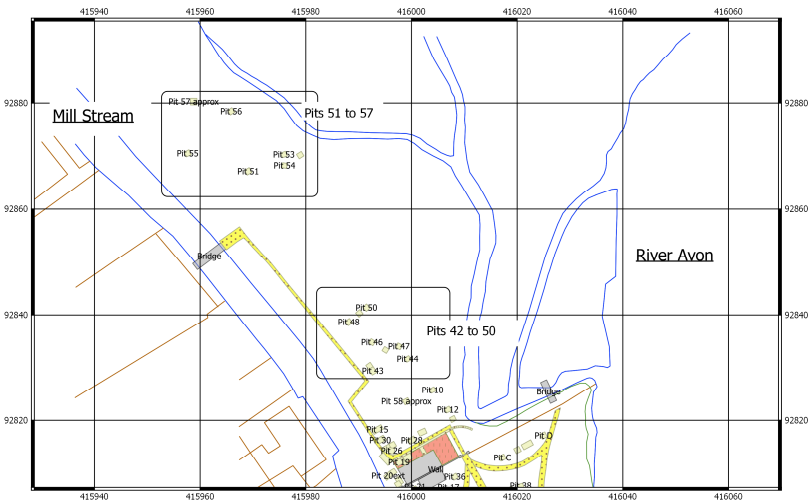 415940 415960 415980 416000 416020 416040 416060
92880 92880
Pit 57 approx
Pit 56
Pits 51 to 57
Mill Stream
Pit 55
Pit 53
Pit 54
Pit 51
92860 92860
Bridge
River Avon
92840 92840
Pit 50
Pit 48
Pits 42 to 50
Pit 46
Pit 47
Pit 44
Pit 43
Pit 10
Bridge
Pit 58 approx
Pit 12
92820 92820
Pit 15
Pit 30
Pit 28
Pit D
Pit 26
Pit C
Pit 19
Wall
Pit 20ext
Pit 36
Pit 38
415940 415960 415980 416000 416020 416040 416060